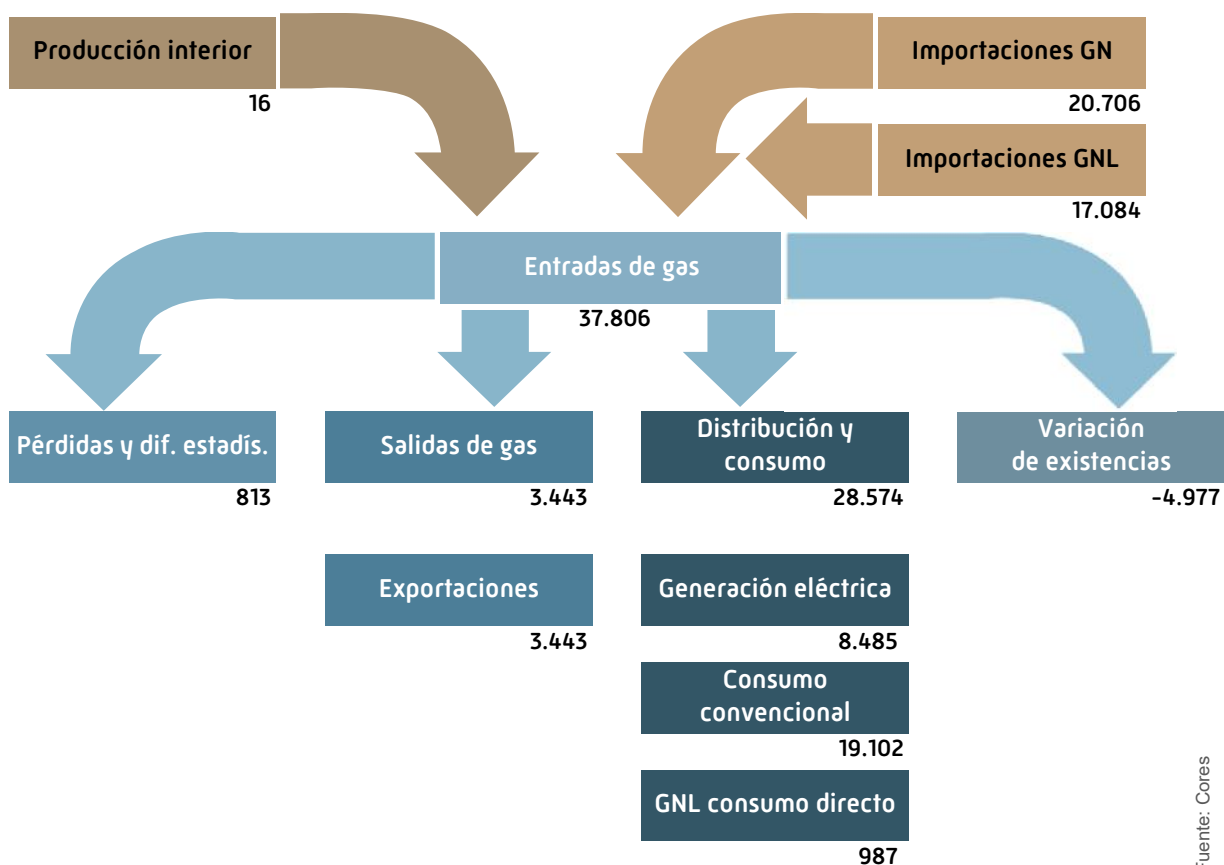 Producción interior
16
Importaciones GN
20.706
Importaciones GNL
17.084
Entradas de gas
37.806
Pérdidas y dif. estadís.
813
Salidas de gas
3.443
Distribución y
consumo
28.574
Variación
de existencias
-4.977
Exportaciones
3.443
Generación eléctrica
8.485
Consumo
convencional
19.102
GNL consumo directo
987
Fuente: Cores